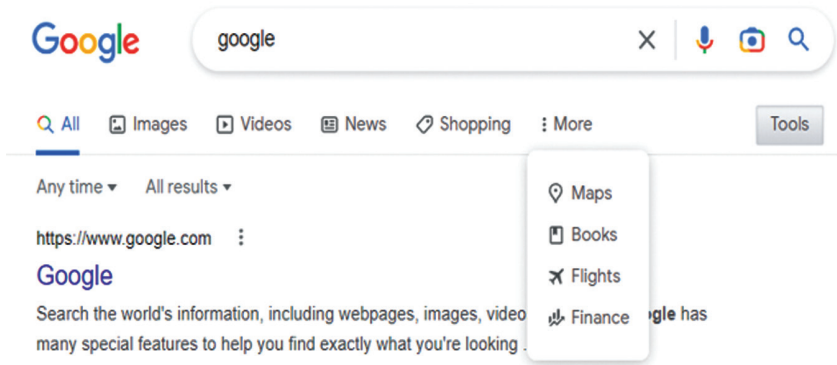 Google google
All Images Videos News Shopping More Tools
Any time All results
Maps
https://www.google.com
Books
Google
Flights
Search the world's information, including webpages, images, video gle has
Finance
many special features to help you find exactly what you're looking .